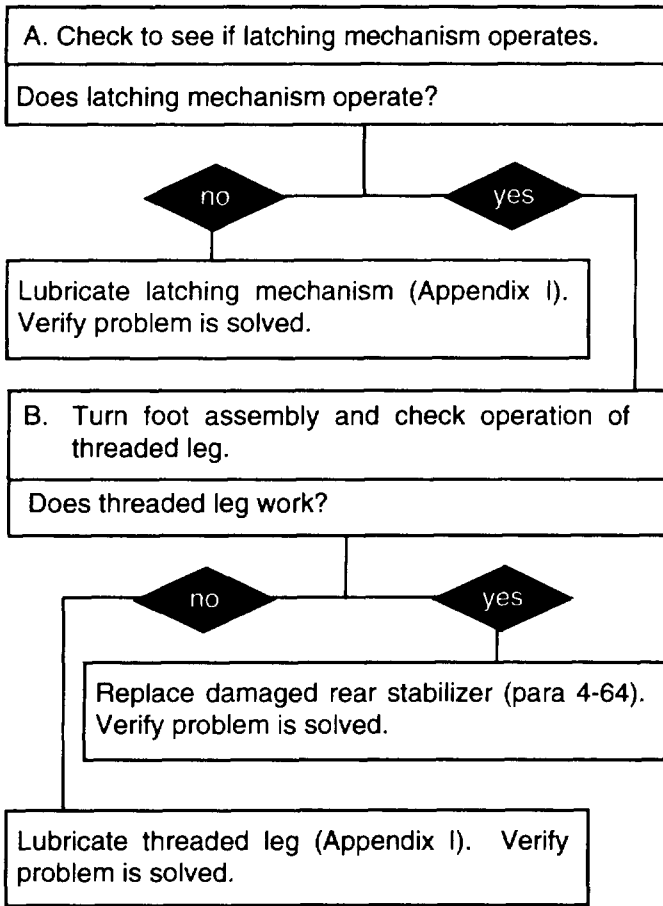 A. Check to see if latching mechanism operates.
Does latching mechanism operate?
no
yes
Lubricate latching mechanism (Appendix I).
Verify problem is solved.
B. Turn foot assembly and check operation of
threaded leg.
Does threaded leg work?
no
yes
Replace damaged rear stabilizer (para 4-64).
Verify problem is solved.
Lubricate threaded leg (Appendix I). Verify
problem is solved.